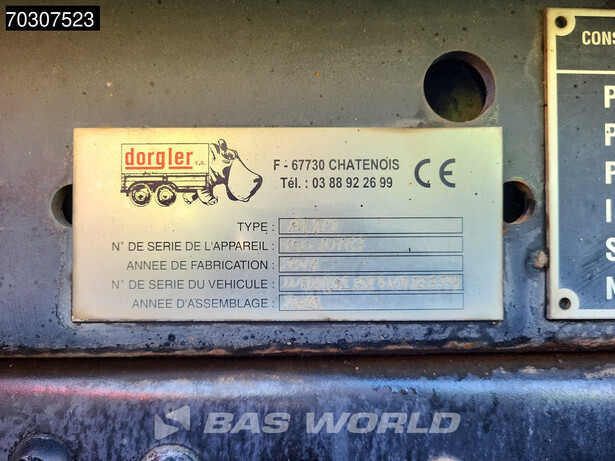 70307523
CONS
dorgler s.a.
F - 67730 CHATENOIS
Tél. : 03 88 92 26 99
CE
TYPE :
N° DE SERIE DE L'APPAREIL :
ANNEE DE FABRICATION :
N° DE SERIE DU VEHICULE :
ANNEE D'ASSEMBLAGE :
P
P
F
I
S
N
BAS WORLD